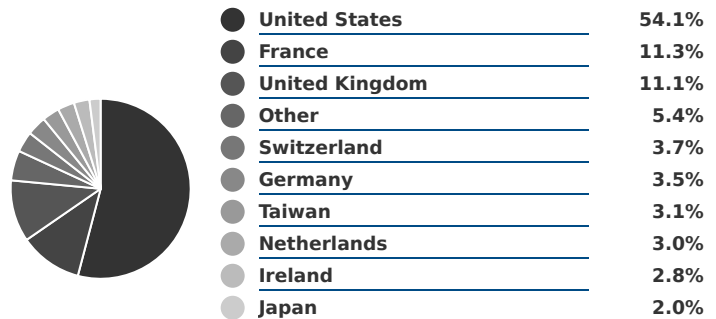 United States 54.1%
France 11.3%
United Kingdom 11.1%
Other 5.4%
Switzerland 3.7%
Germany 3.5%
Taiwan 3.1%
Netherlands 3.0%
Ireland 2.8%
Japan 2.0%